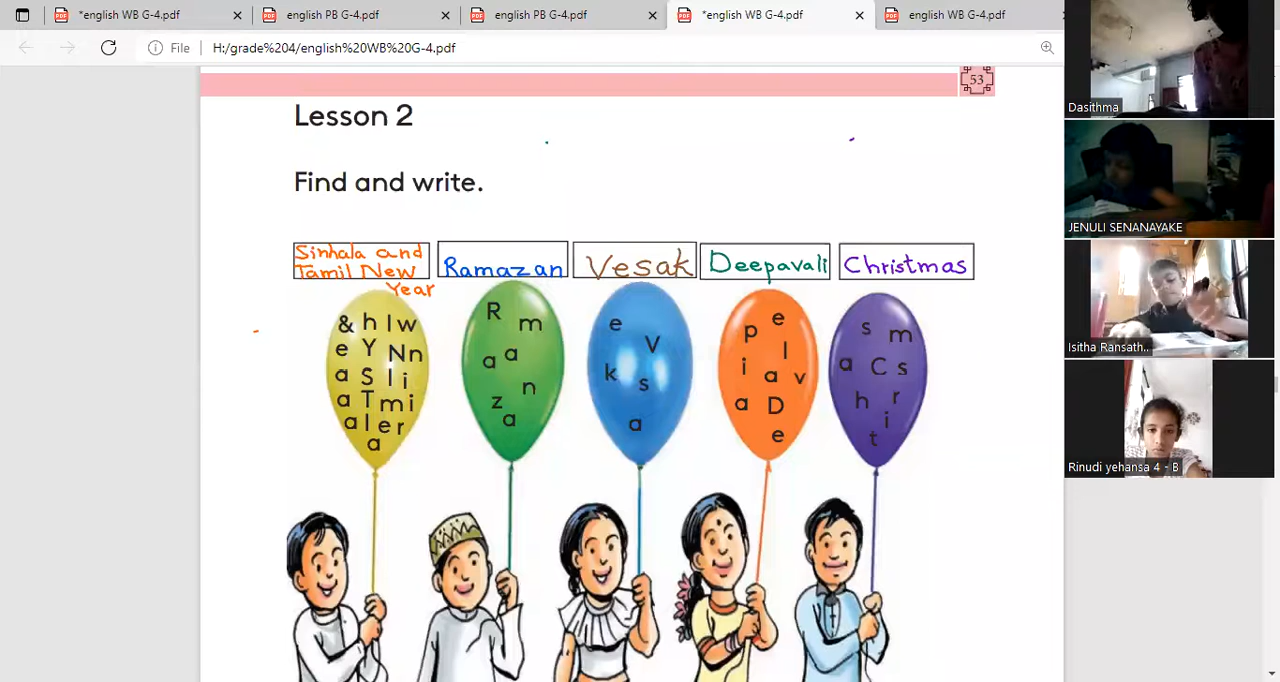 *english WB G-4.pdf
english PB G-4.pdf
english PB G-4.pdf
*english WB G-4.pdf
english WB G-4.pdf
File
H:/grade%204/english%20WB%20G-4.pdf
53
Lesson 2
Find and write.
Sinhala and
Tamil New
Year
Ramazan
Vesak
Deepavali
Christmas
& h l w
e Y N n
a S l i
a T m i
a l e r
a
R m
a a
n
z a
e
V
k s
a
p e
l
i a v
a D
e
s m
a C s
h r
i
t
Dasithma
JENULI SENANAYAKE
Isitha Ransath..
Rinudi yehansa 4 - B